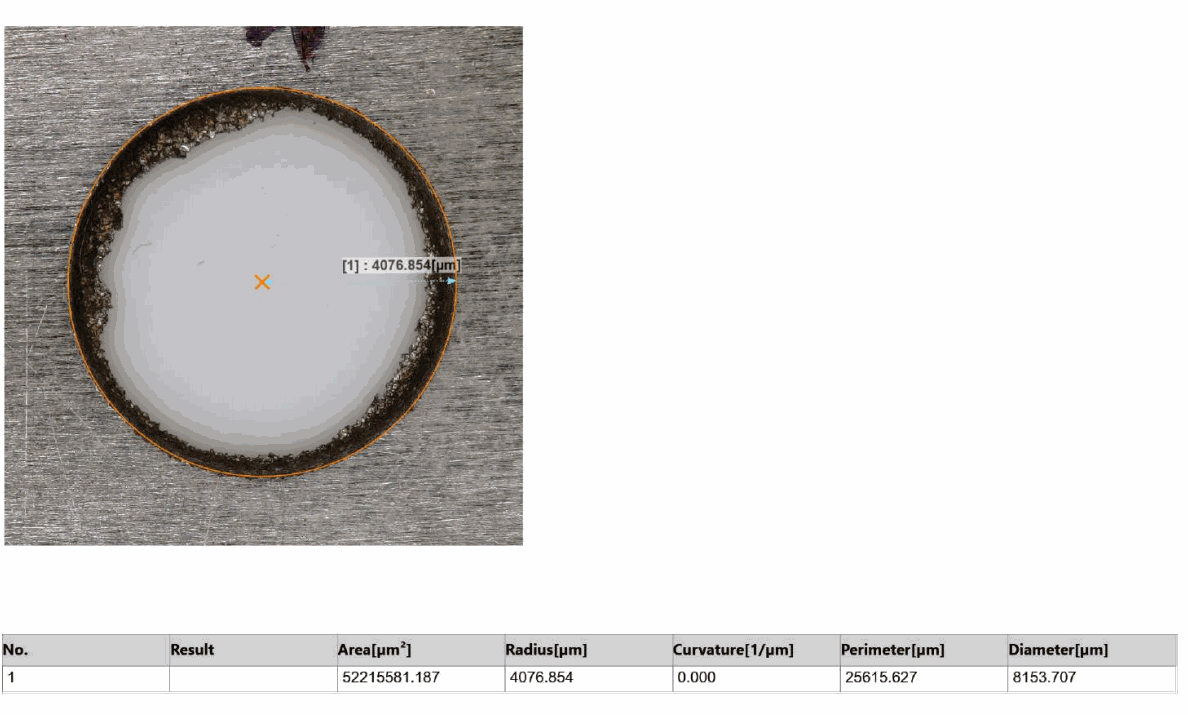 [1] : 4076.854[µm]
No. Result Area[µm²] Radius[µm] Curvature[1/µm] Perimeter[µm] Diameter[µm]
1 52215581.187 4076.854 0.000 25615.627 8153.707